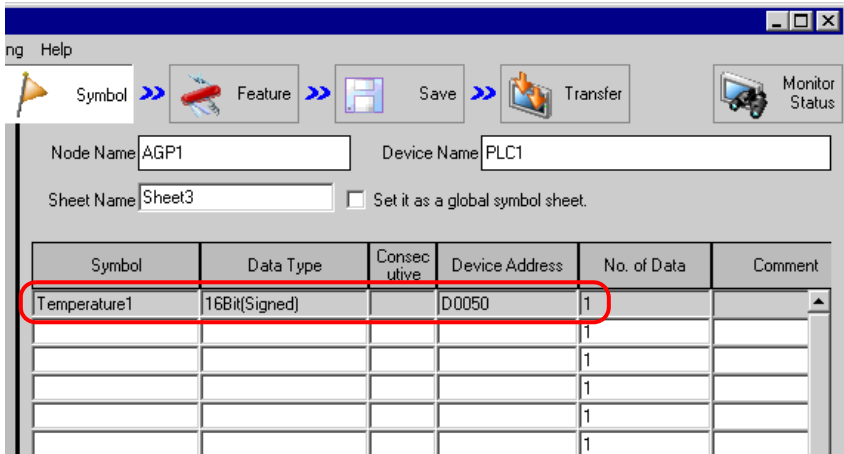 ng Help
Symbol Feature Save Transfer Monitor Status
Node Name AGP1 Device Name PLC1
Sheet Name Sheet3 Set it as a global symbol sheet.
Symbol Data Type Consecutive Device Address No. of Data Comment
Temperature1 16Bit(Signed) D0050 1
1
1
1
1
1